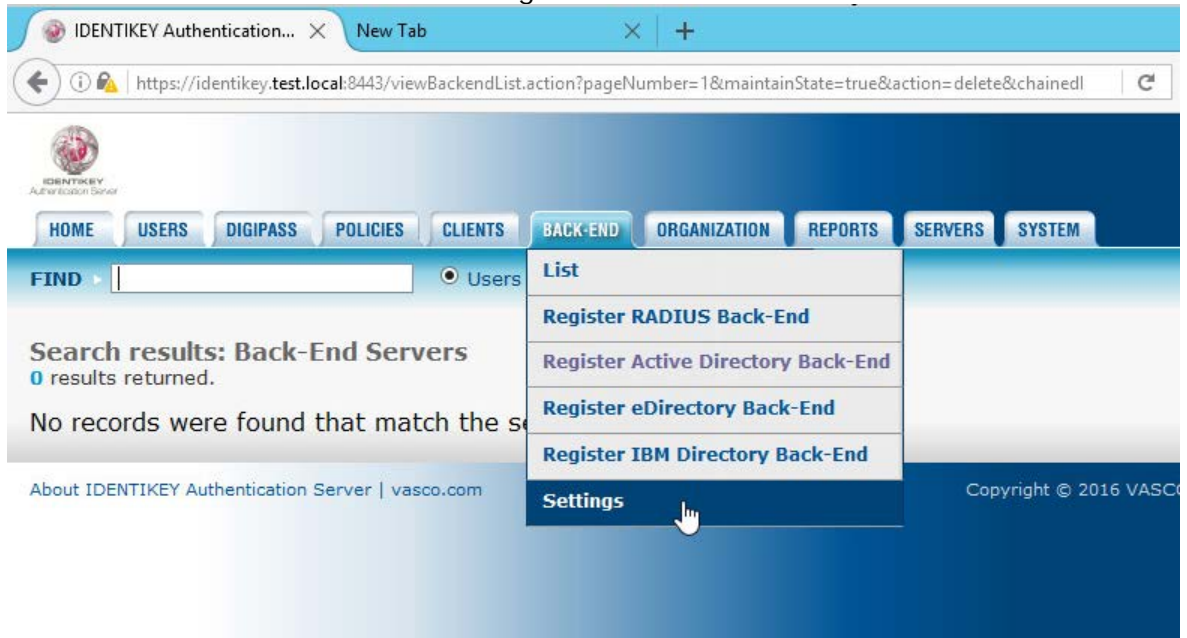 IDENTIKEY Authentication... New Tab
https://identikey.test.local:8443/viewBackendList.action?pageNumber=1&maintainState=true&action=delete&chainedI
IDENTIKEY
Authentication Server
HOME USERS DIGIPASS POLICIES CLIENTS BACK-END ORGANIZATION REPORTS SERVERS SYSTEM
FIND Users
List
Register RADIUS Back-End
Register Active Directory Back-End
Register eDirectory Back-End
Register IBM Directory Back-End
Settings
Search results: Back-End Servers
0 results returned.
No records were found that match the se
About IDENTIKEY Authentication Server | vasco.com
Copyright © 2016 VASCO